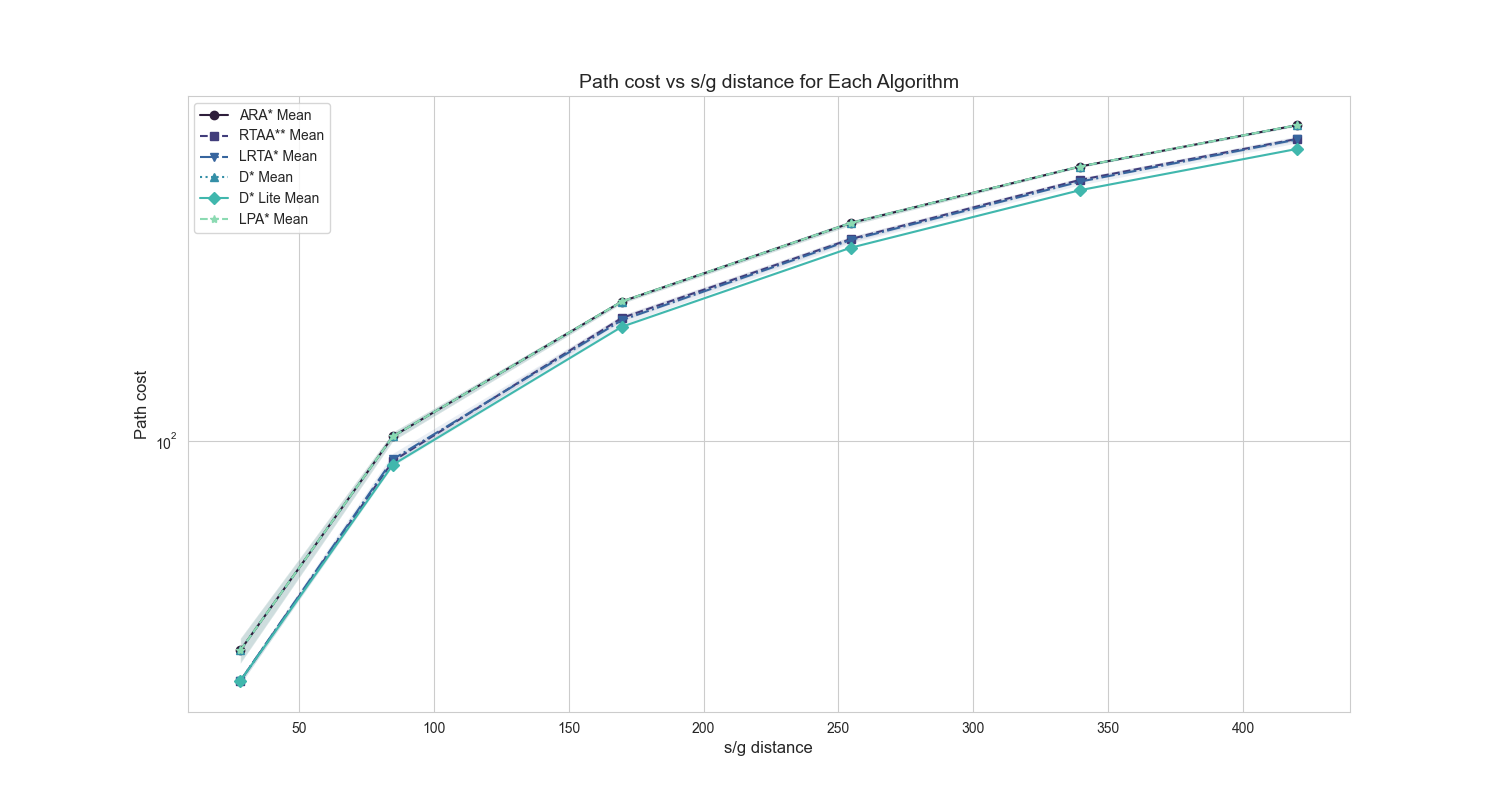 Path cost vs s/g distance for Each Algorithm
ARA* Mean
RTAA** Mean
LRTA* Mean
D* Mean
D* Lite Mean
LPA* Mean
Path cost
10²
50 100 150 200 250 300 350 400
s/g distance